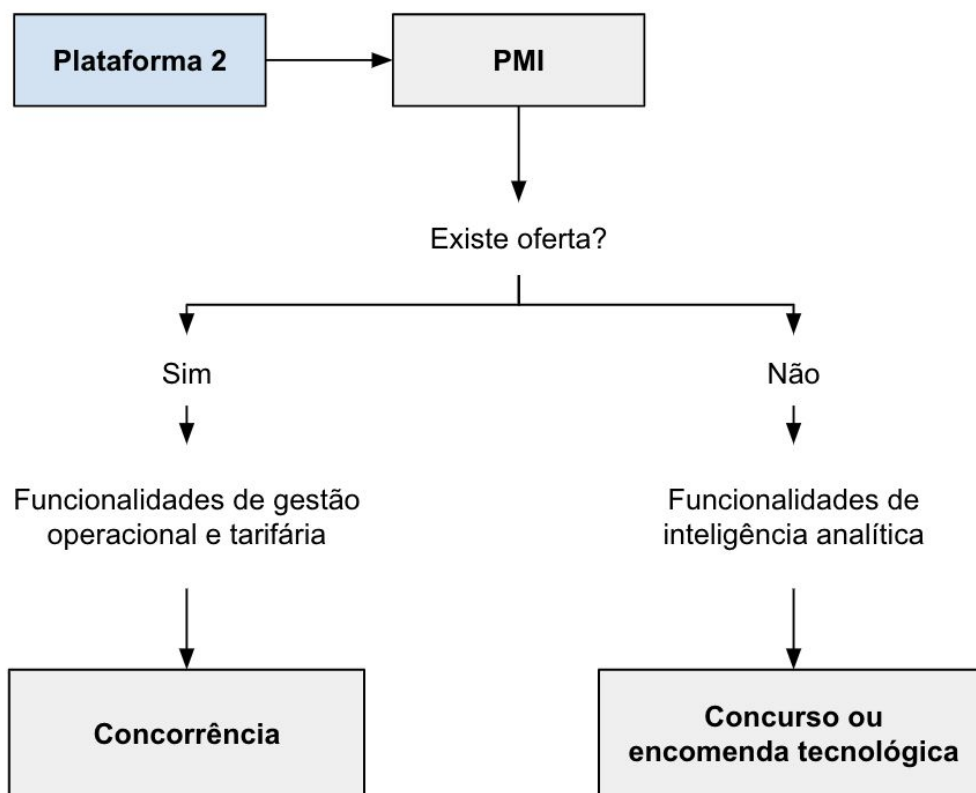 Plataforma 2
PMI
Existe oferta?
Sim
Não
Funcionalidades de gestão
operacional e tarifária
Funcionalidades de
inteligência analítica
Concorrência
Concurso ou
encomenda tecnológica